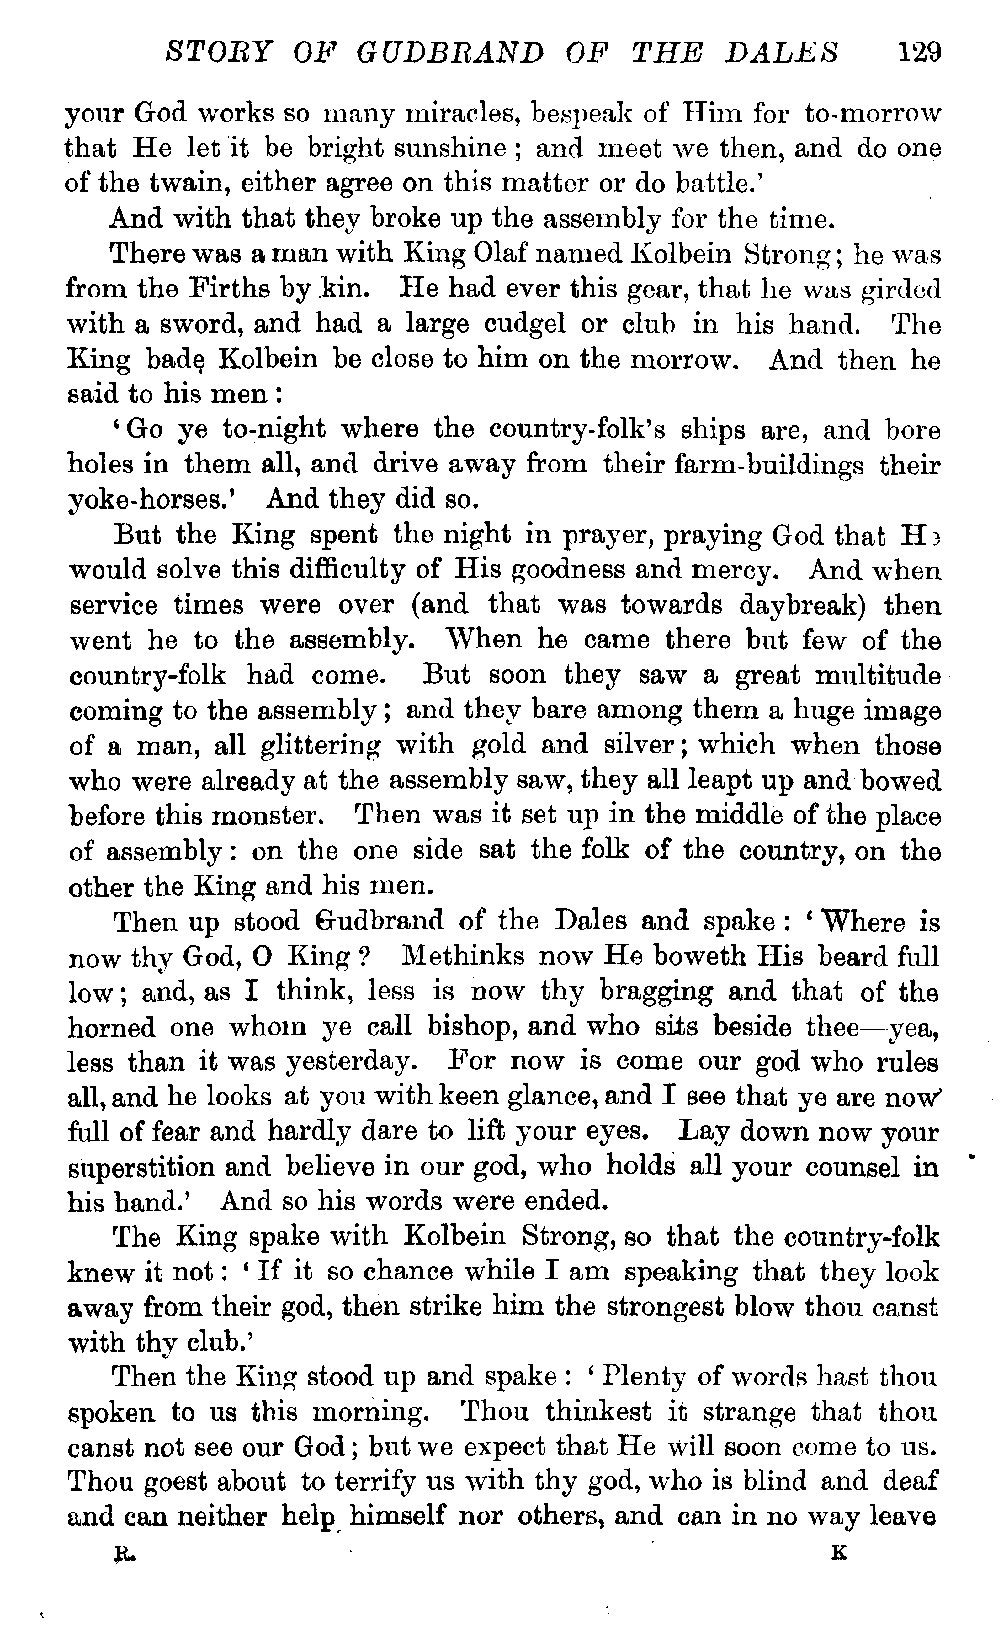 STORY OF GUDBRAND OF THE DALES 129
your God works so many miracles, bespeak of Him for to-morrow
that He let it be bright sunshine; and meet we then, and do one
of the twain, either agree on this matter or do battle.'
And with that they broke up the assembly for the time.
There was a man with King Olaf named Kolbein Strong; he was
from the Firths by kin. He had ever this gear, that he was girded
with a sword, and had a large cudgel or club in his hand. The
King bade Kolbein be close to him on the morrow. And then he
said to his men:
'Go ye to-night where the country-folk's ships are, and bore
holes in them all, and drive away from their farm-buildings their
yoke-horses.' And they did so.
But the King spent the night in prayer, praying God that He
would solve this difficulty of His goodness and mercy. And when
service times were over (and that was towards daybreak) then
went he to the assembly. When he came there but few of the
country-folk had come. But soon they saw a great multitude
coming to the assembly; and they bare among them a huge image
of a man, all glittering with gold and silver; which when those
who were already at the assembly saw, they all leapt up and bowed
before this monster. Then was it set up in the middle of the place
of assembly: on the one side sat the folk of the country, on the
other the King and his men.
Then up stood Gudbrand of the Dales and spake: 'Where is
now thy God, O King? Methinks now He boweth His beard full
low; and, as I think, less is now thy bragging and that of the
horned one whom ye call bishop, and who sits beside thee—yea,
less than it was yesterday. For now is come our god who rules
all, and he looks at you with keen glance, and I see that ye are now
full of fear and hardly dare to lift your eyes. Lay down now your
superstition and believe in our god, who holds all your counsel in
his hand.' And so his words were ended.
The King spake with Kolbein Strong, so that the country-folk
knew it not: 'If it so chance while I am speaking that they look
away from their god, then strike him the strongest blow thou canst
with thy club.'
Then the King stood up and spake: 'Plenty of words hast thou
spoken to us this morning. Thou thinkest it strange that thou
canst not see our God; but we expect that He will soon come to us.
Thou goest about to terrify us with thy god, who is blind and deaf
and can neither help himself nor others, and can in no way leave
R. K